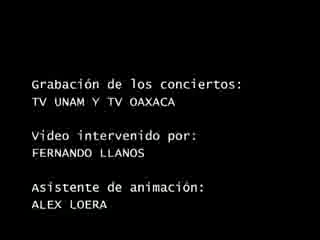 Grabación de los conciertos:
TV UNAM Y TV OAXACA
Video intervenido por:
FERNANDO LLANOS
Asistente de animación:
ALEX LOERA